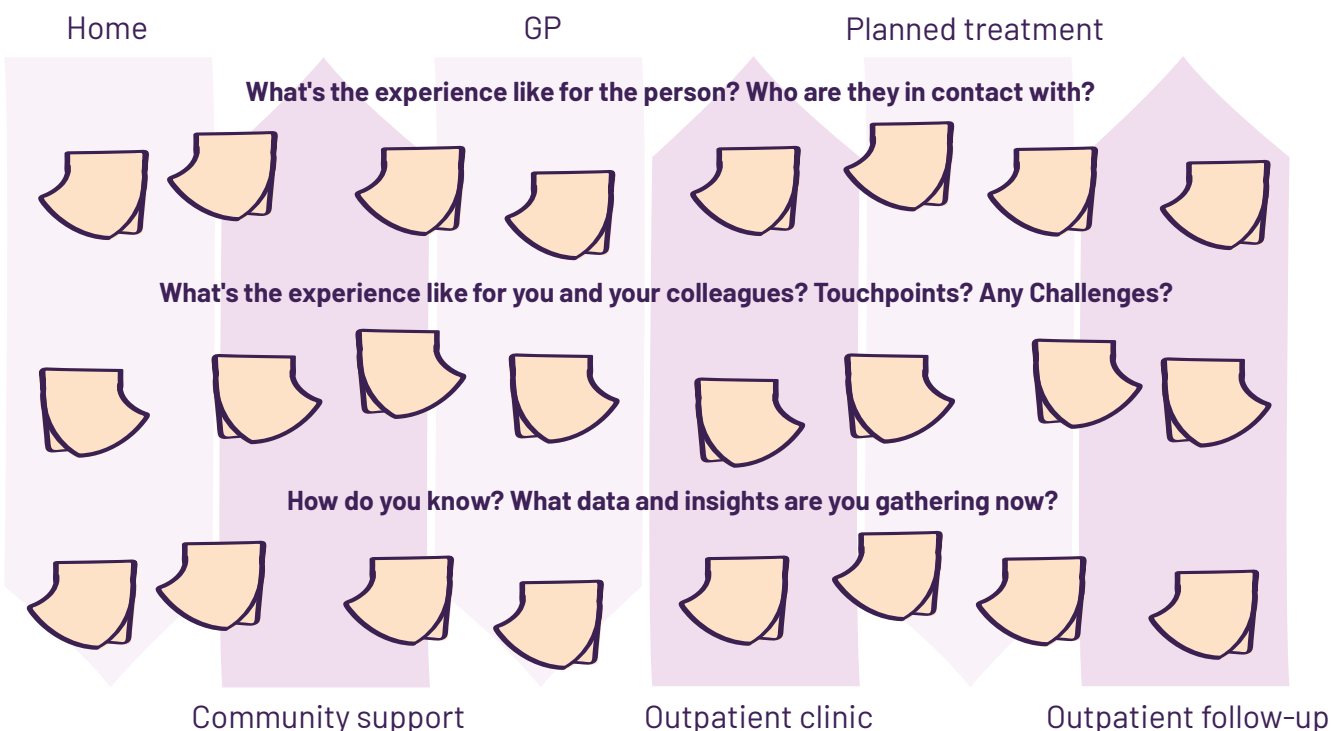 Home
GP
Planned treatment
What's the experience like for the person? Who are they in contact with?
What's the experience like for you and your colleagues? Touchpoints? Any Challenges?
How do you know? What data and insights are you gathering now?
Community support
Outpatient clinic
Outpatient follow-up